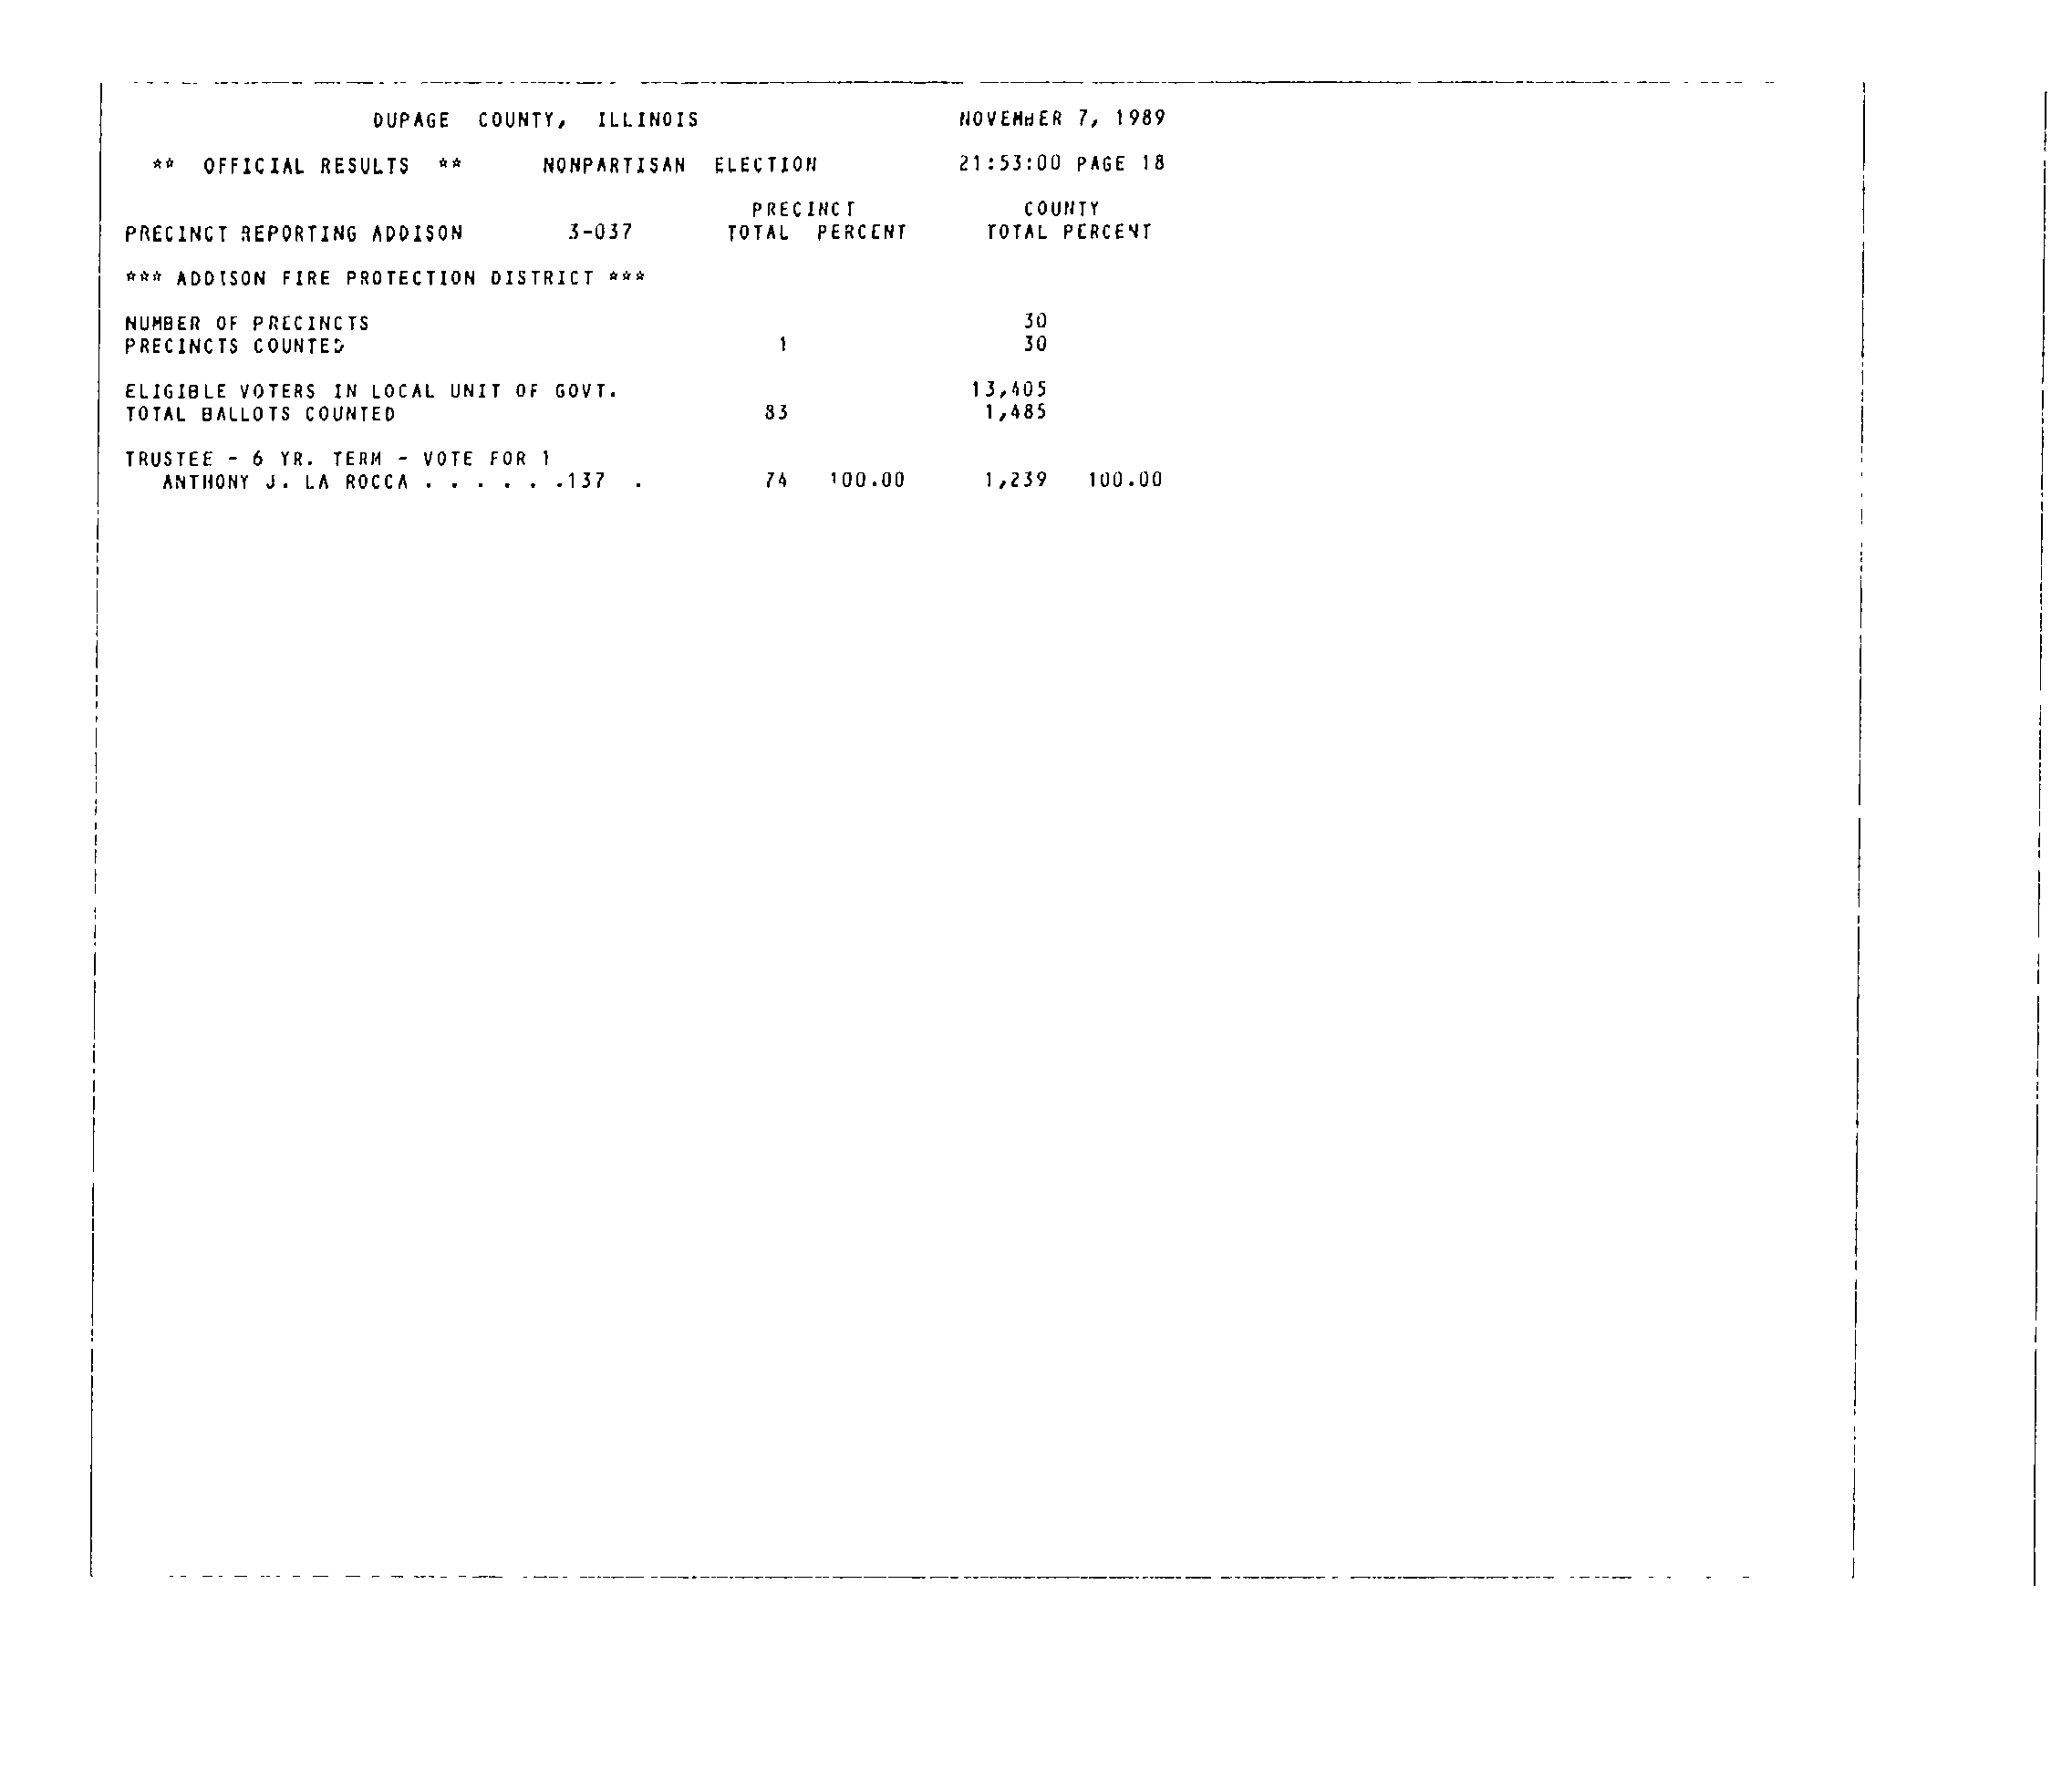 DUPAGE COUNTY, ILLINOIS NOVEMBER 7, 1989
** OFFICIAL RESULTS ** NONPARTISAN ELECTION 21:53:00 PAGE 18
PRECINCT COUNTY
PRECINCT REPORTING ADDISON 3-037 TOTAL PERCENT TOTAL PERCENT
*** ADDISON FIRE PROTECTION DISTRICT ***
NUMBER OF PRECINCTS 30
PRECINCTS COUNTED 1 30
ELIGIBLE VOTERS IN LOCAL UNIT OF GOVT. 13,405
TOTAL BALLOTS COUNTED 83 1,485
TRUSTEE - 6 YR. TERM - VOTE FOR 1
ANTHONY J. LA ROCCA . . . . . .137 . 74 100.00 1,239 100.00